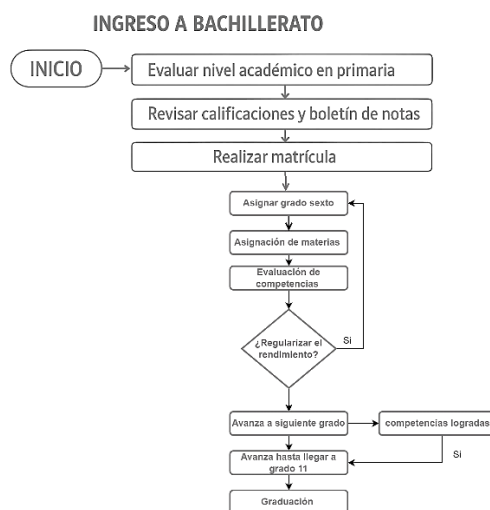 INGRESO A BACHILLERATO
INICIO
Evaluar nivel académico en primaria
Revisar calificaciones y boletín de notas
Realizar matrícula
Asignar grado sexto
Asignación de materias
Evaluación de
competencias
¿Regularizar el
rendimiento?
Si
Avanza a siguiente grado
competencias logradas
Si
Avanza hasta llegar a
grado 11
Graduación